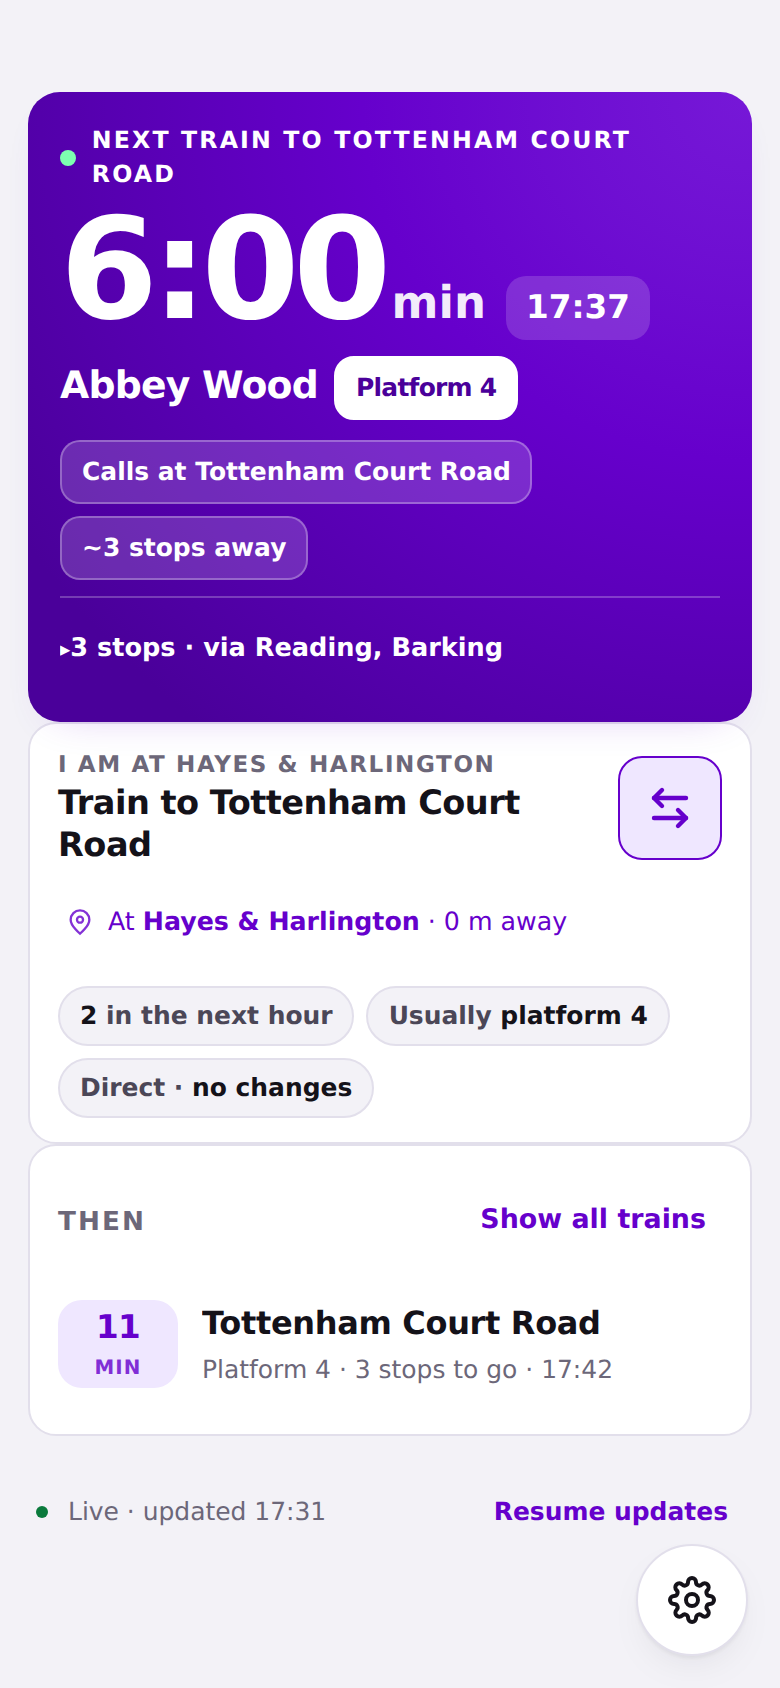 NEXT TRAIN TO TOTTENHAM COURT
ROAD
6:00 min 17:37
Abbey Wood Platform 4
Calls at Tottenham Court Road
~3 stops away
▸3 stops · via Reading, Barking
I AM AT HAYES & HARLINGTON
Train to Tottenham Court
Road
At Hayes & Harlington · 0 m away
2 in the next hour Usually platform 4
Direct · no changes
THEN Show all trains
11 Tottenham Court Road
MIN Platform 4 · 3 stops to go · 17:42
Live · updated 17:31 Resume updates